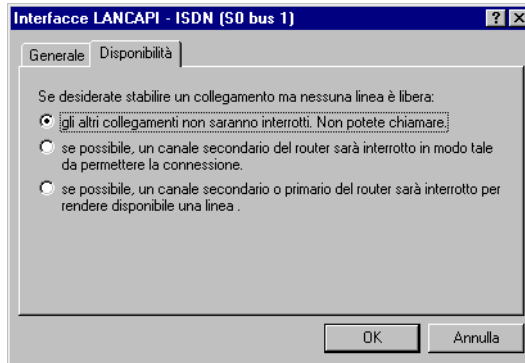 Interfacce LANCAPI - ISDN (S0 bus 1)
Generale
Disponibilità
Se desiderate stabilire un collegamento ma nessuna linea è libera:
gli altri collegamenti non saranno interrotti. Non potete chiamare.
se possibile, un canale secondario del router sarà interrotto in modo tale
da permettere la connessione.
se possibile, un canale secondario o primario del router sarà interrotto per
rendere disponibile una linea .
OK
Annulla